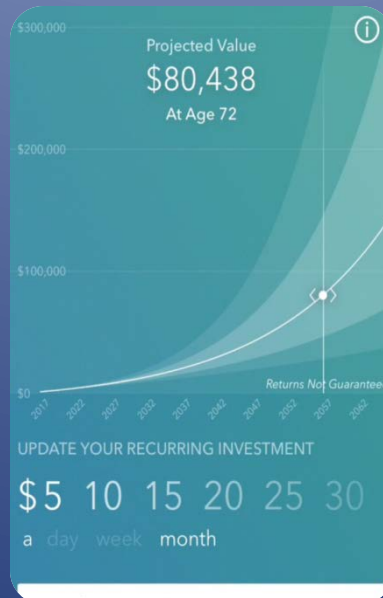 $300,000
i
Projected Value
$80,438
At Age 72
$200,000
$100,000
$0
Returns Not Guarantee
2017 2022 2027 2032 2037 2042 2047 2052 2057 2062
UPDATE YOUR RECURRING INVESTMENT
$5 10 15 20 25 30
a day week month